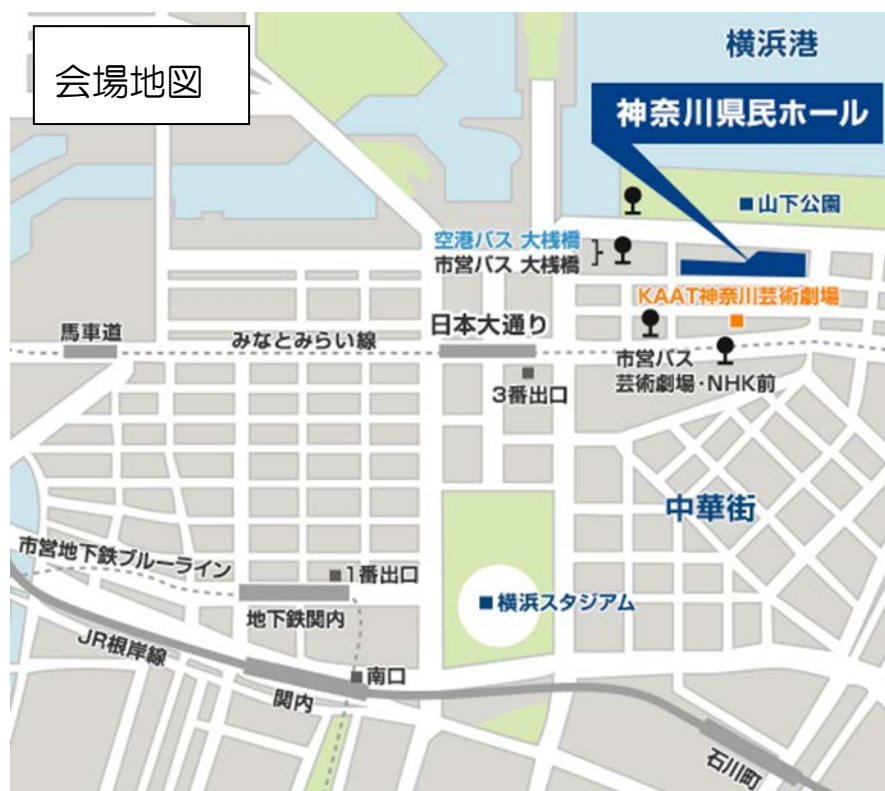 会場地図
横浜港
神奈川県民ホール
■山下公園
空港バス 大桟橋
市営バス 大桟橋
KAAT神奈川芸術劇場
馬車道
みなとみらい線
日本大通り
3番出口
市営バス
芸術劇場・NHK前
中華街
市営地下鉄ブルーライン
■1番出口
地下鉄関内
■横浜スタジアム
JR根岸線
■南口
関内
石川町